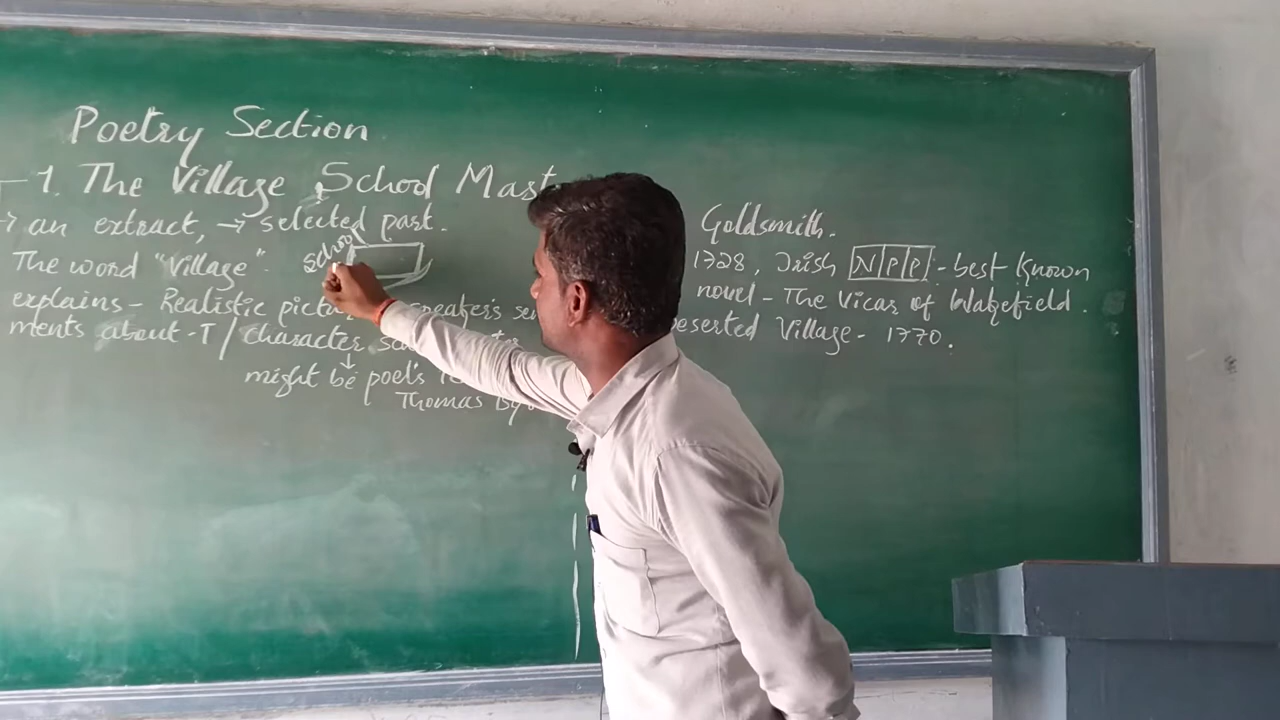 Poetry Section
1. The Village School Mast
→ an extract, → selected part.
school
The word "Village".
explains - Realistic pictu speaker's se
ments about - T / character
might be poet's
Thomas By
Goldsmith.
1728, Irish N P P - best known
novel - The Vicar of Wakefield.
Deserted Village - 1770.